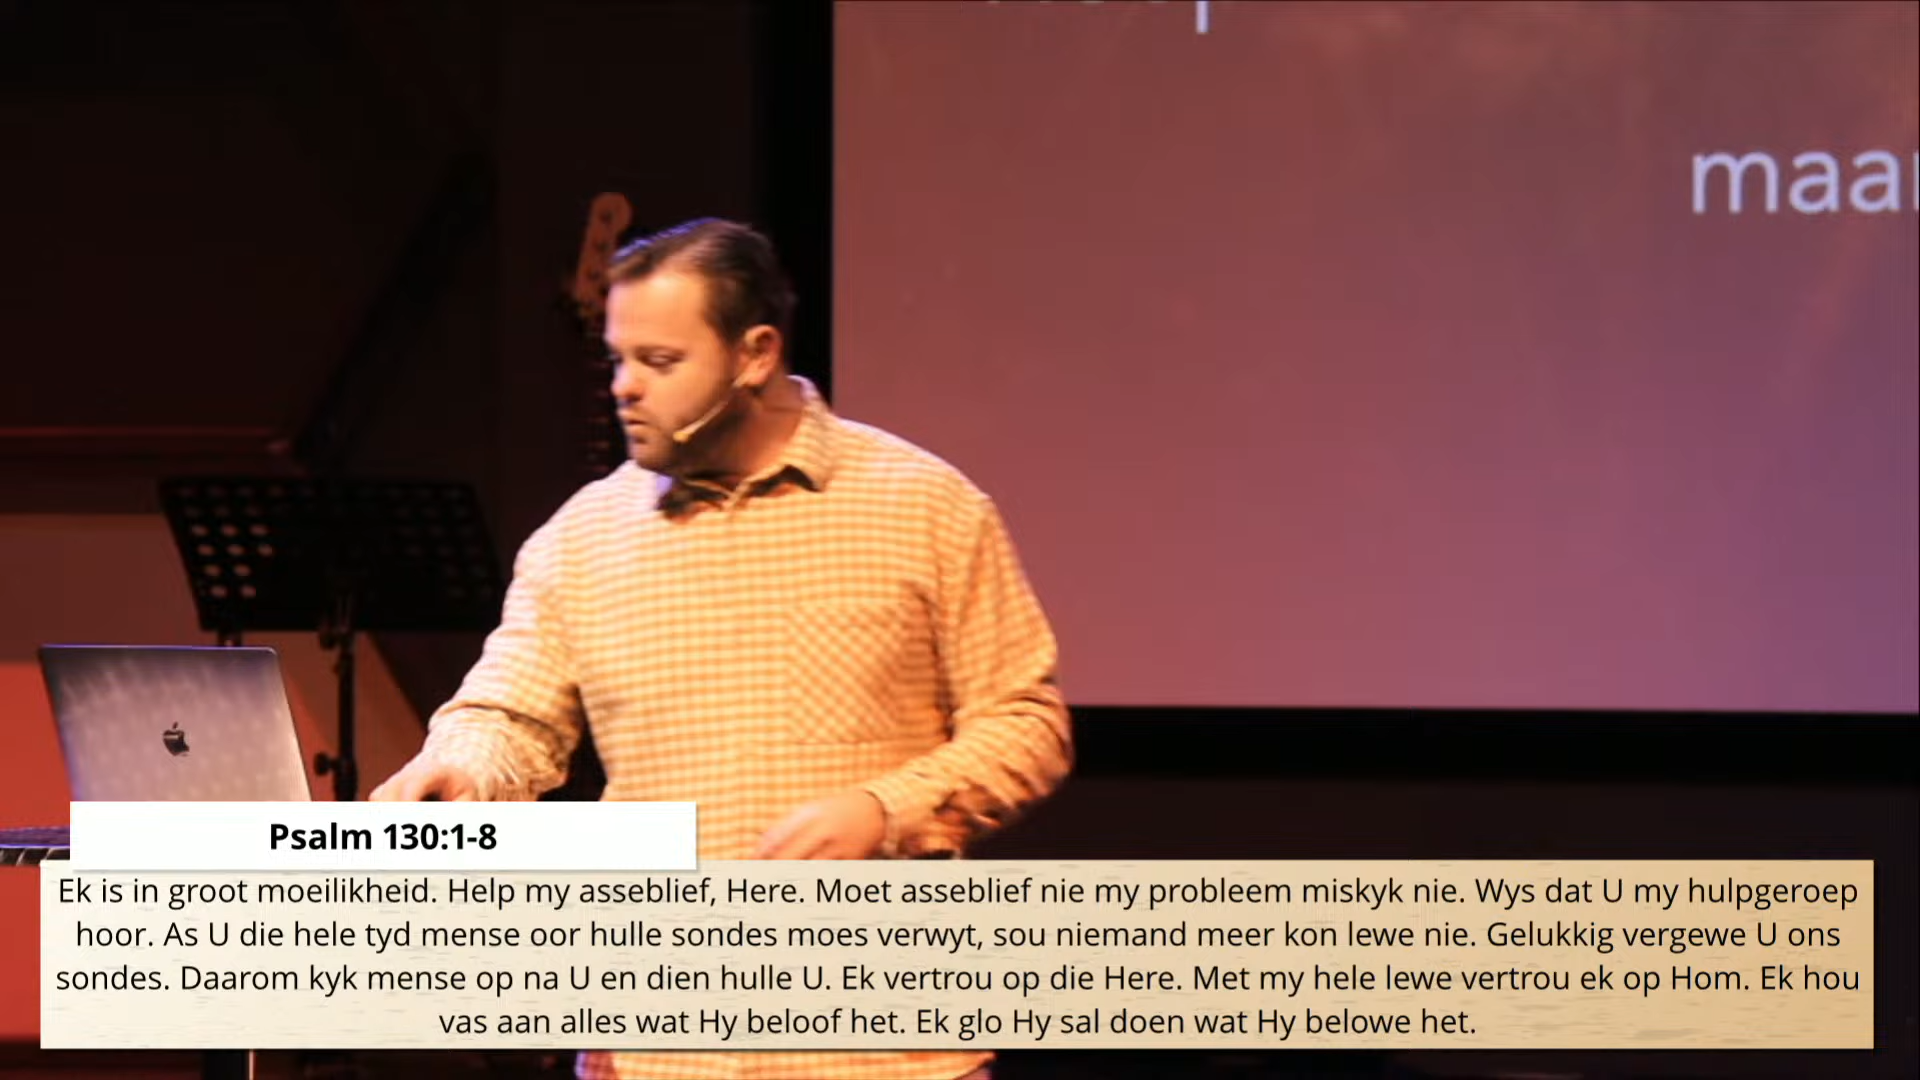 maar
Psalm 130:1-8
Ek is in groot moeilikheid. Help my asseblief, Here. Moet asseblief nie my probleem miskyk nie. Wys dat U my hulpgeroep
hoor. As U die hele tyd mense oor hulle sondes moes verwyt, sou niemand meer kon lewe nie. Gelukkig vergewe U ons
sondes. Daarom kyk mense op na U en dien hulle U. Ek vertrou op die Here. Met my hele lewe vertrou ek op Hom. Ek hou
vas aan alles wat Hy beloof het. Ek glo Hy sal doen wat Hy belowe het.